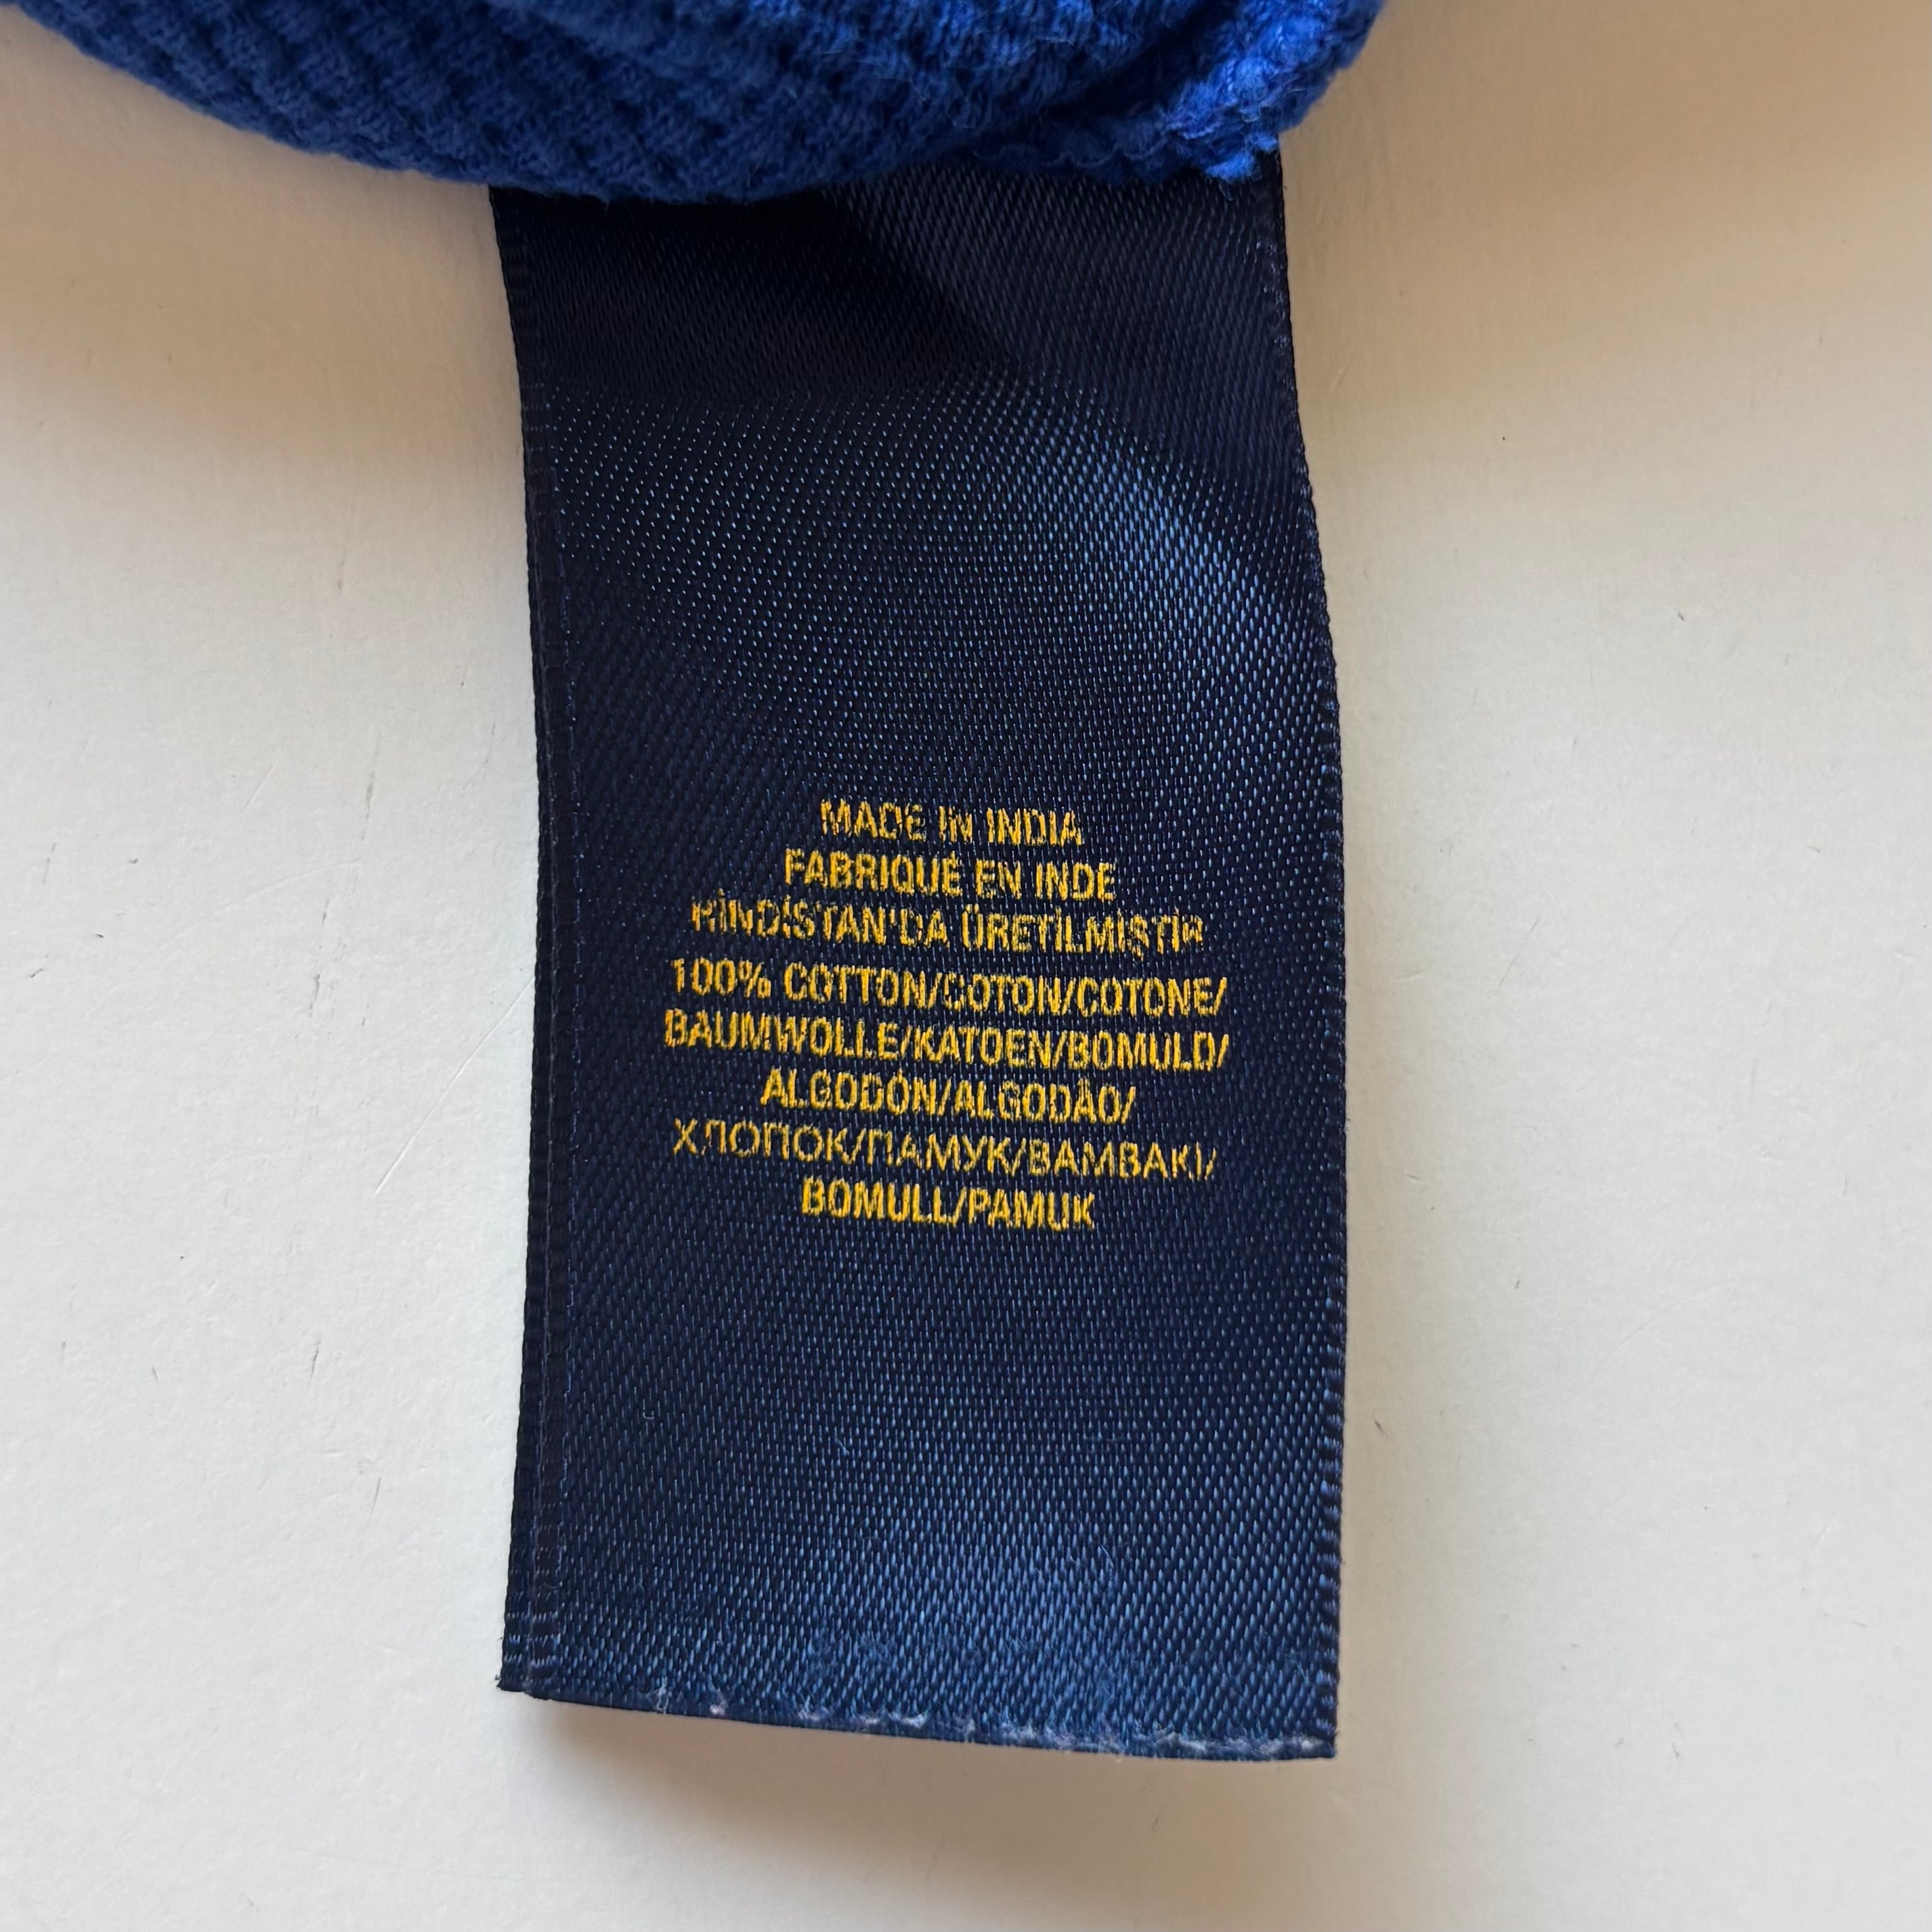 MADE IN INDIA
FABRIQUÉ EN INDE
HİNDİSTAN'DA ÜRETİLMİŞTİR
100% COTTON/COTON/COTONE/
BAUMWOLLE/KATOEN/BOMULD/
ALGODÓN/ALGODÃO/
ХЛОПОК/ПАМУК/ΒΑΜΒΑΚΙ/
BOMULL/PAMUK